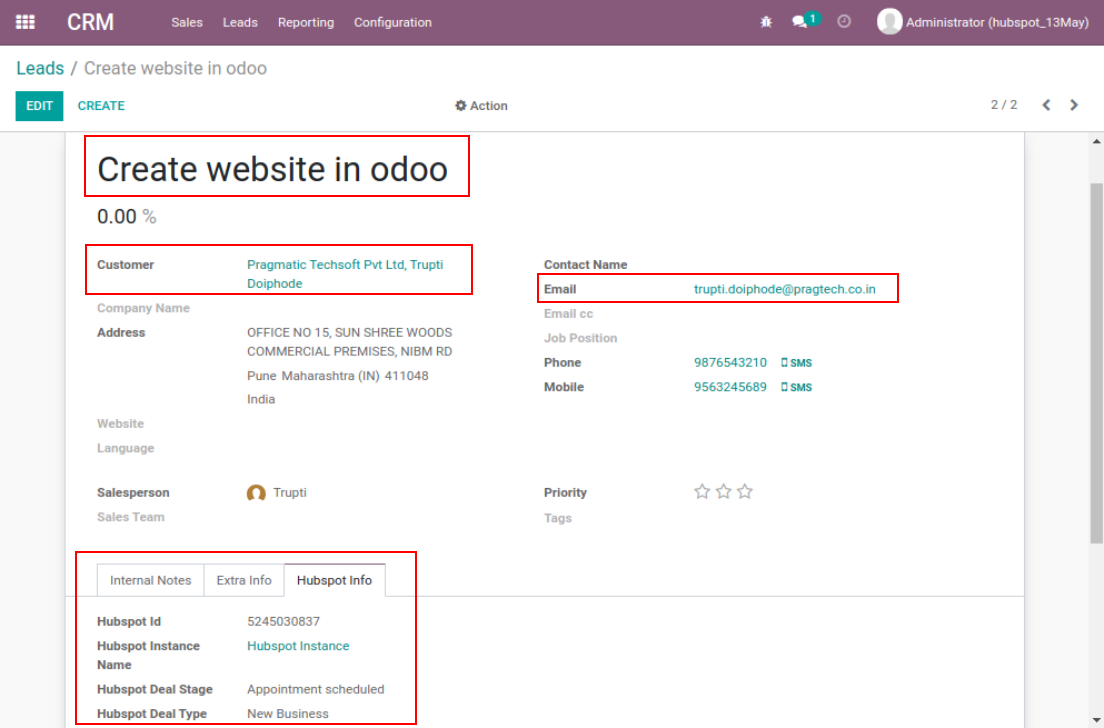 CRM Sales Leads Reporting Configuration 1 Administrator (hubspot_13May)
Leads / Create website in odoo
EDIT CREATE Action 2 / 2
Create website in odoo
0.00 %
Customer Pragmatic Techsoft Pvt Ltd, Trupti
Doiphode
Contact Name
Email trupti.doiphode@pragtech.co.in
Company Name
Email cc
Address OFFICE NO 15, SUN SHREE WOODS
COMMERCIAL PREMISES, NIBM RD
Pune Maharashtra (IN) 411048
India
Job Position
Phone 9876543210 SMS
Mobile 9563245689 SMS
Website
Language
Salesperson Trupti
Priority
Sales Team
Tags
Internal Notes Extra Info Hubspot Info
Hubspot Id 5245030837
Hubspot Instance Hubspot Instance
Name
Hubspot Deal Stage Appointment scheduled
Hubspot Deal Type New Business